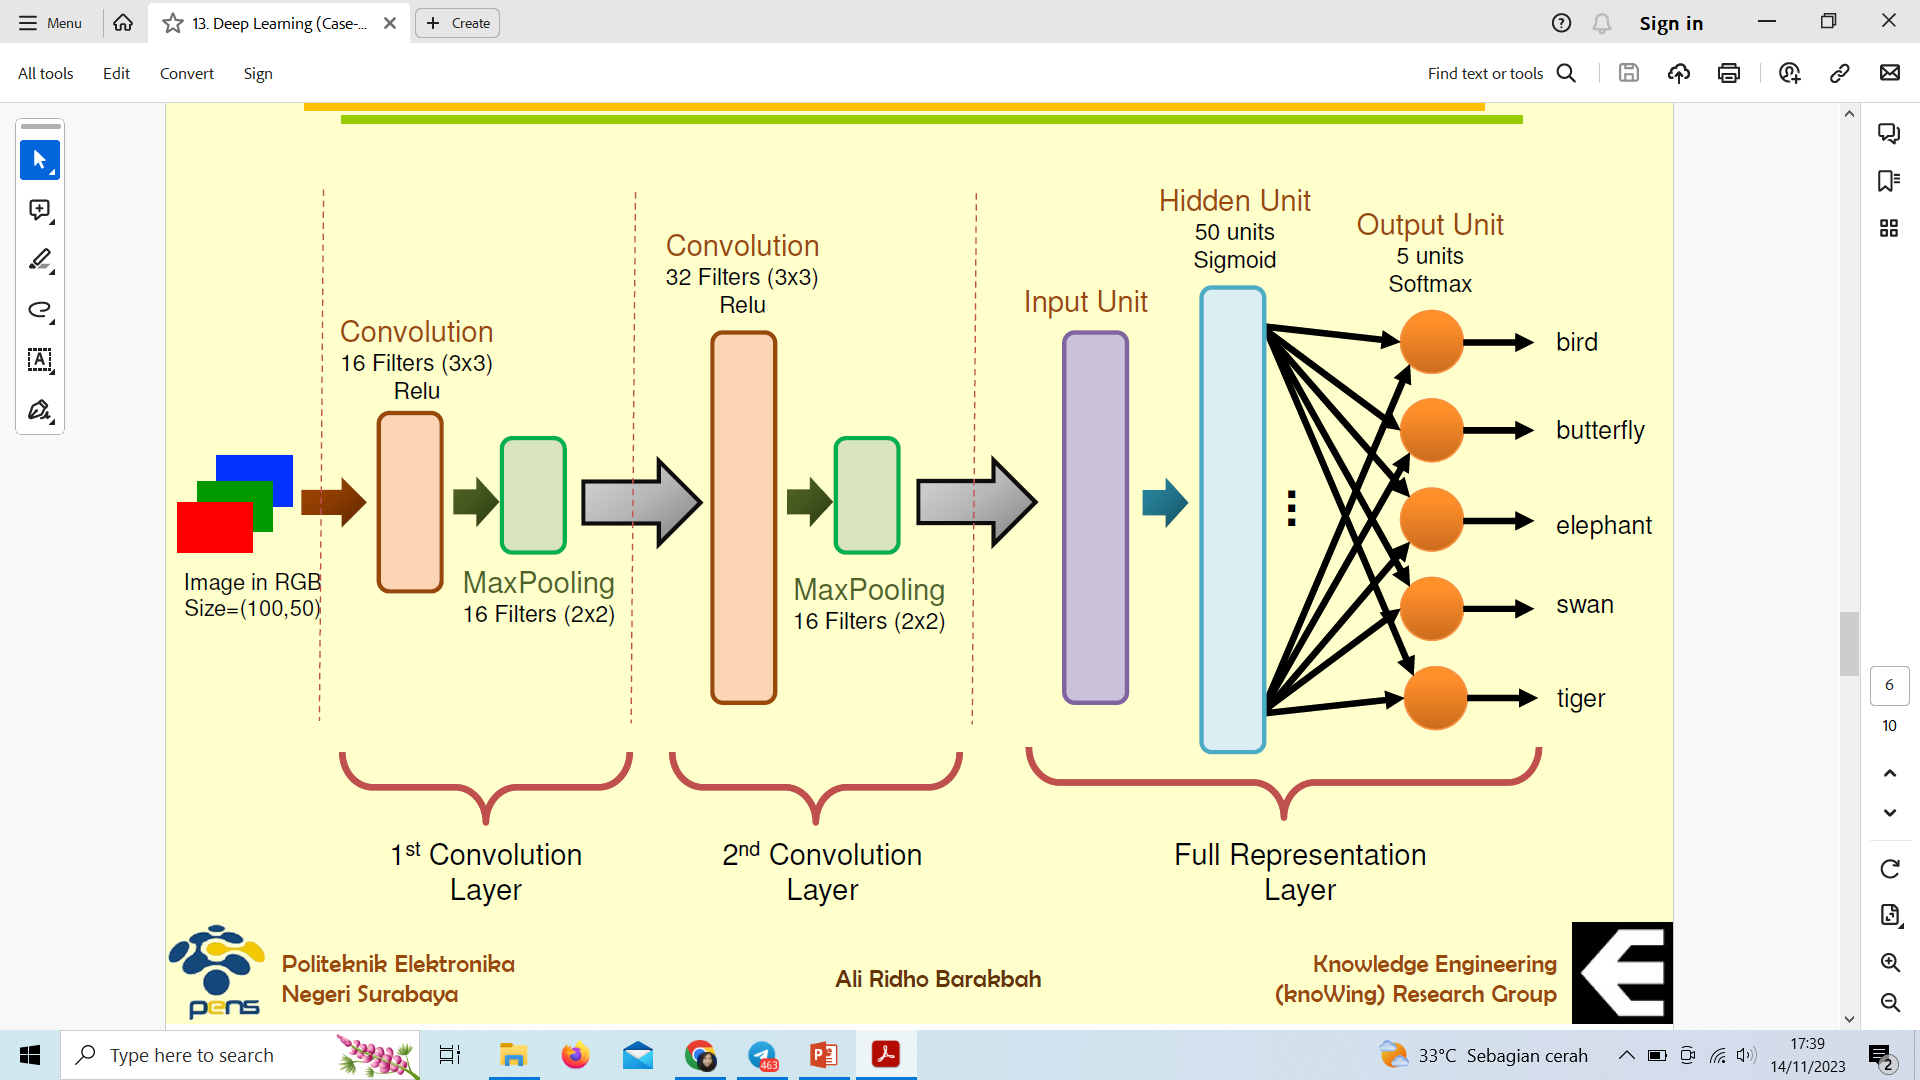 Menu
13. Deep Learning (Case-...
Create
Sign in
All tools
Edit
Convert
Sign
Find text or tools
Hidden Unit
50 units
Sigmoid
Output Unit
5 units
Softmax
Convolution
32 Filters (3x3)
Relu
Input Unit
Convolution
16 Filters (3x3)
Relu
bird
butterfly
elephant
swan
tiger
Image in RGB
Size=(100,50)
MaxPooling
16 Filters (2x2)
MaxPooling
16 Filters (2x2)
1st Convolution
Layer
2nd Convolution
Layer
Full Representation
Layer
6
10
pens
Politeknik Elektronika
Negeri Surabaya
Ali Ridho Barakbah
Knowledge Engineering
(knoWing) Research Group
Type here to search
463
33°C Sebagian cerah
17:39
14/11/2023
2